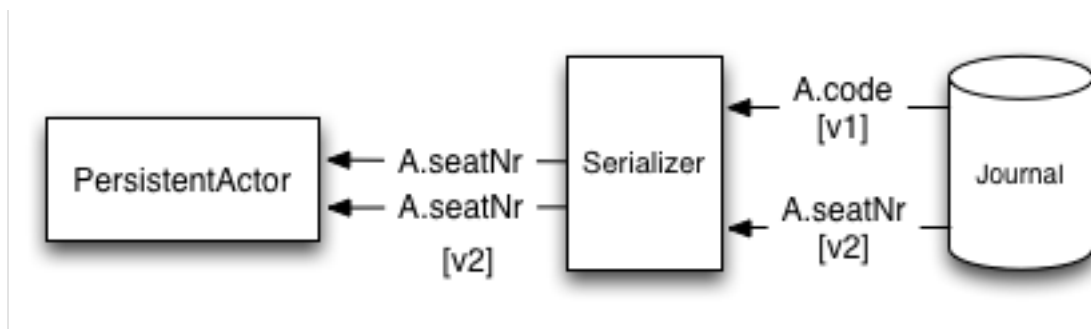 PersistentActor
A.seatNr
A.seatNr
[v2]
Serializer
A.code
[v1]
A.seatNr
[v2]
Journal